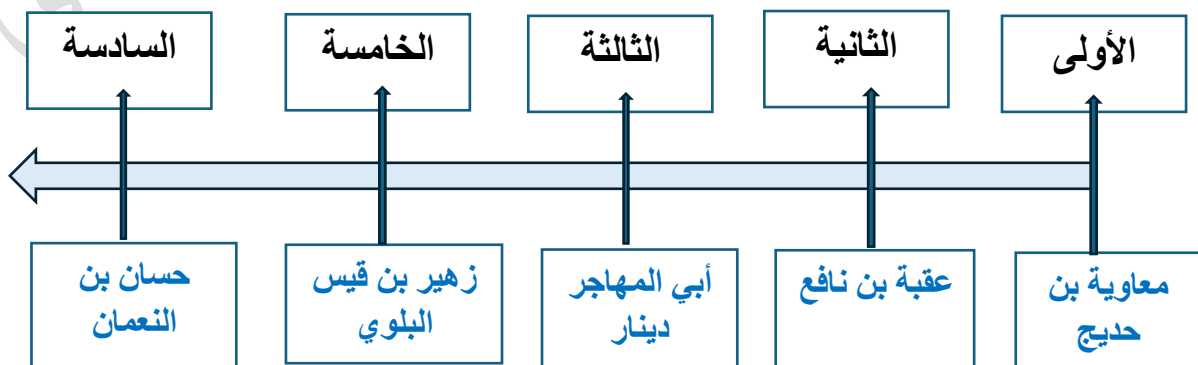 الأولى
الثانية
الثالثة
الخامسة
السادسة
معاوية بن
حديج
عقبة بن نافع
أبي المهاجر
دينار
زهير بن قيس
البلوي
حسان بن
النعمان